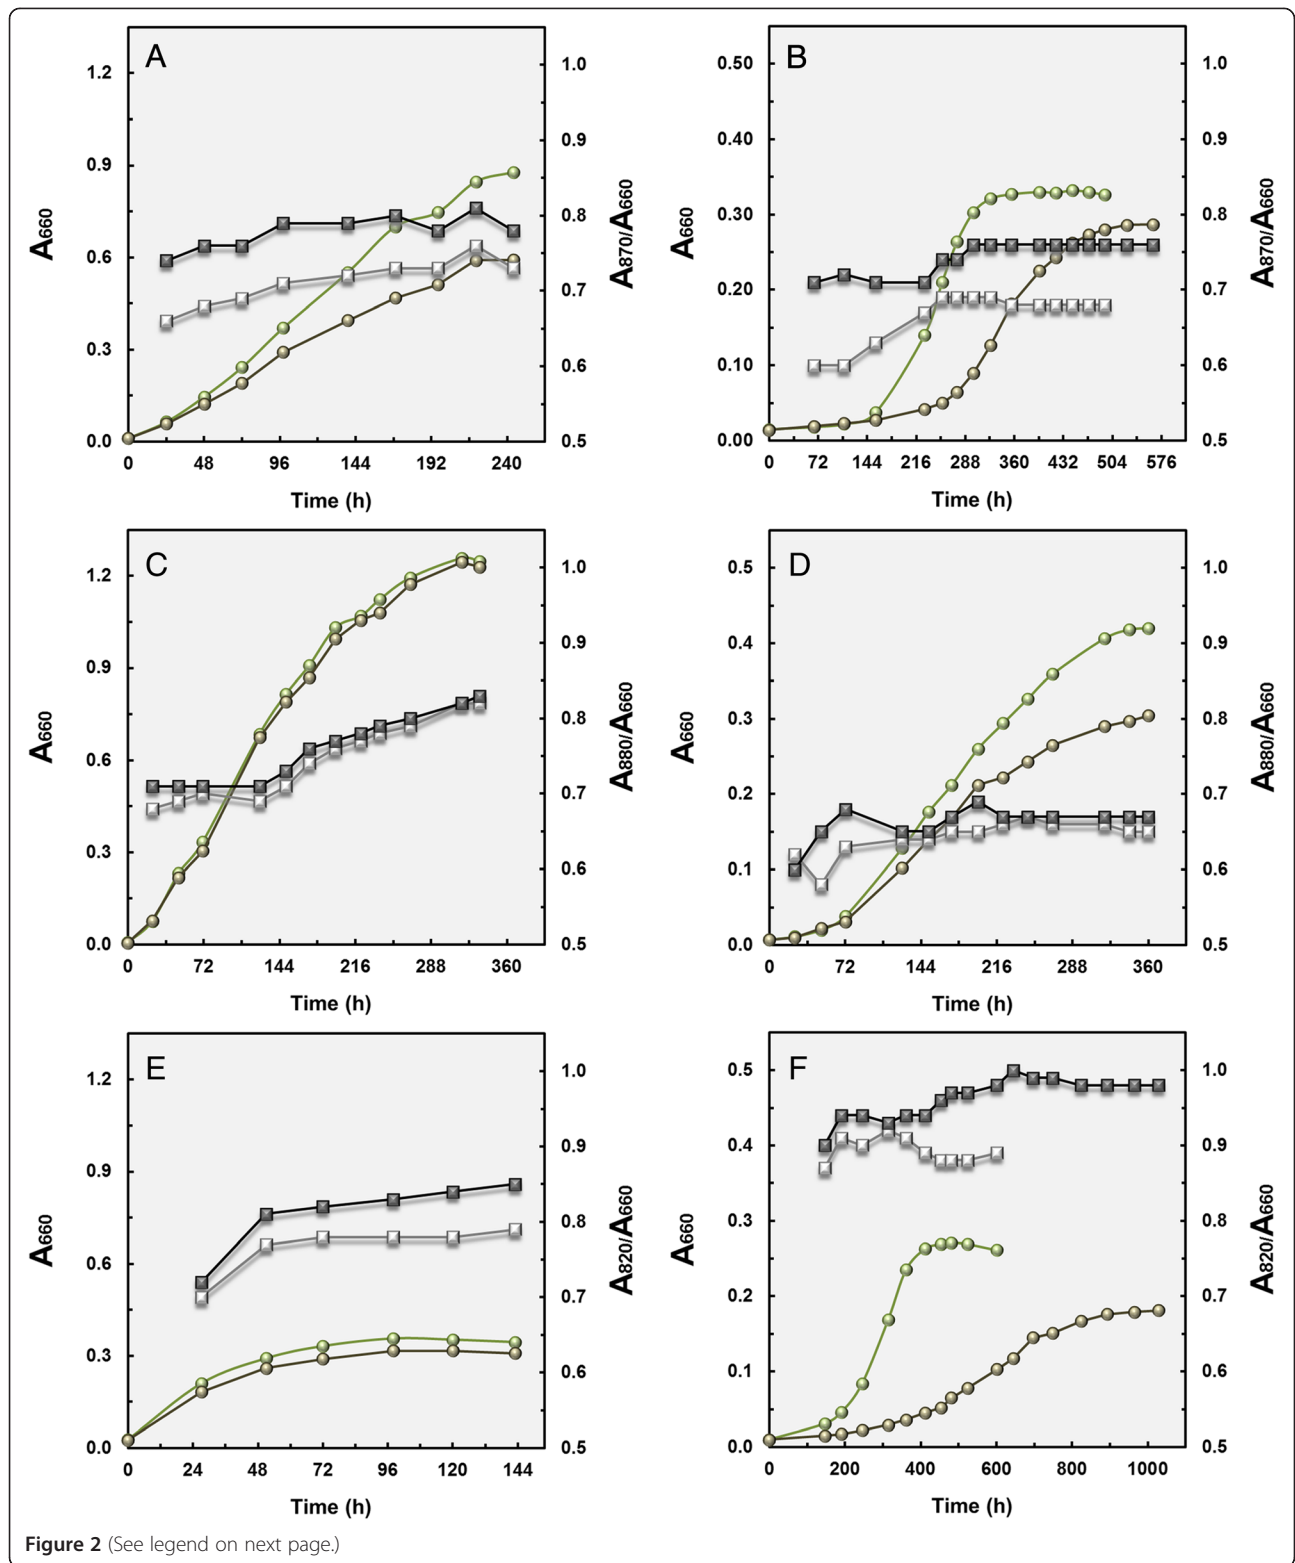 A
B
1.2
0.9
0.6
0.3
0.0
A660
1.0
0.9
0.8
0.7
0.6
0.5
A870/A660
0 48 96 144 192 240
Time (h)
0.50
0.40
0.30
0.20
0.10
0.00
A660
1.0
0.9
0.8
0.7
0.6
0.5
A870/A660
0 72 144 216 288 360 432 504 576
Time (h)
C
D
1.2
0.9
0.6
0.3
0.0
A660
1.0
0.9
0.8
0.7
0.6
0.5
A880/A660
0 72 144 216 288 360
Time (h)
0.5
0.4
0.3
0.2
0.1
0.0
A660
1.0
0.9
0.8
0.7
0.6
0.5
A880/A660
0 72 144 216 288 360
Time (h)
E
F
1.2
0.9
0.6
0.3
0.0
A660
1.0
0.9
0.8
0.7
0.6
0.5
A820/A660
0 24 48 72 96 120 144
Time (h)
0.5
0.4
0.3
0.2
0.1
0.0
A660
1.0
0.9
0.8
0.7
0.6
0.5
A820/A660
0 200 400 600 800 1000
Time (h)
Figure 2 (See legend on next page.)